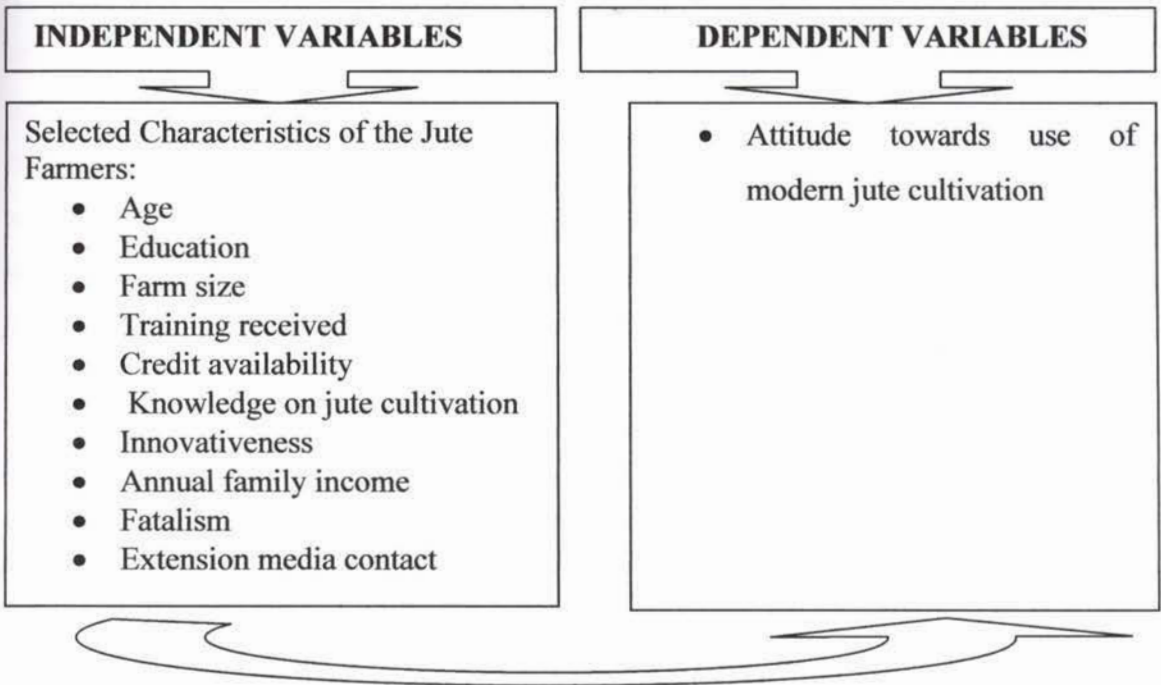 INDEPENDENT VARIABLES
DEPENDENT VARIABLES
Selected Characteristics of the Jute
Farmers:
• Age
• Education
• Farm size
• Training received
• Credit availability
• Knowledge on jute cultivation
• Innovativeness
• Annual family income
• Fatalism
• Extension media contact
• Attitude towards use of
modern jute cultivation